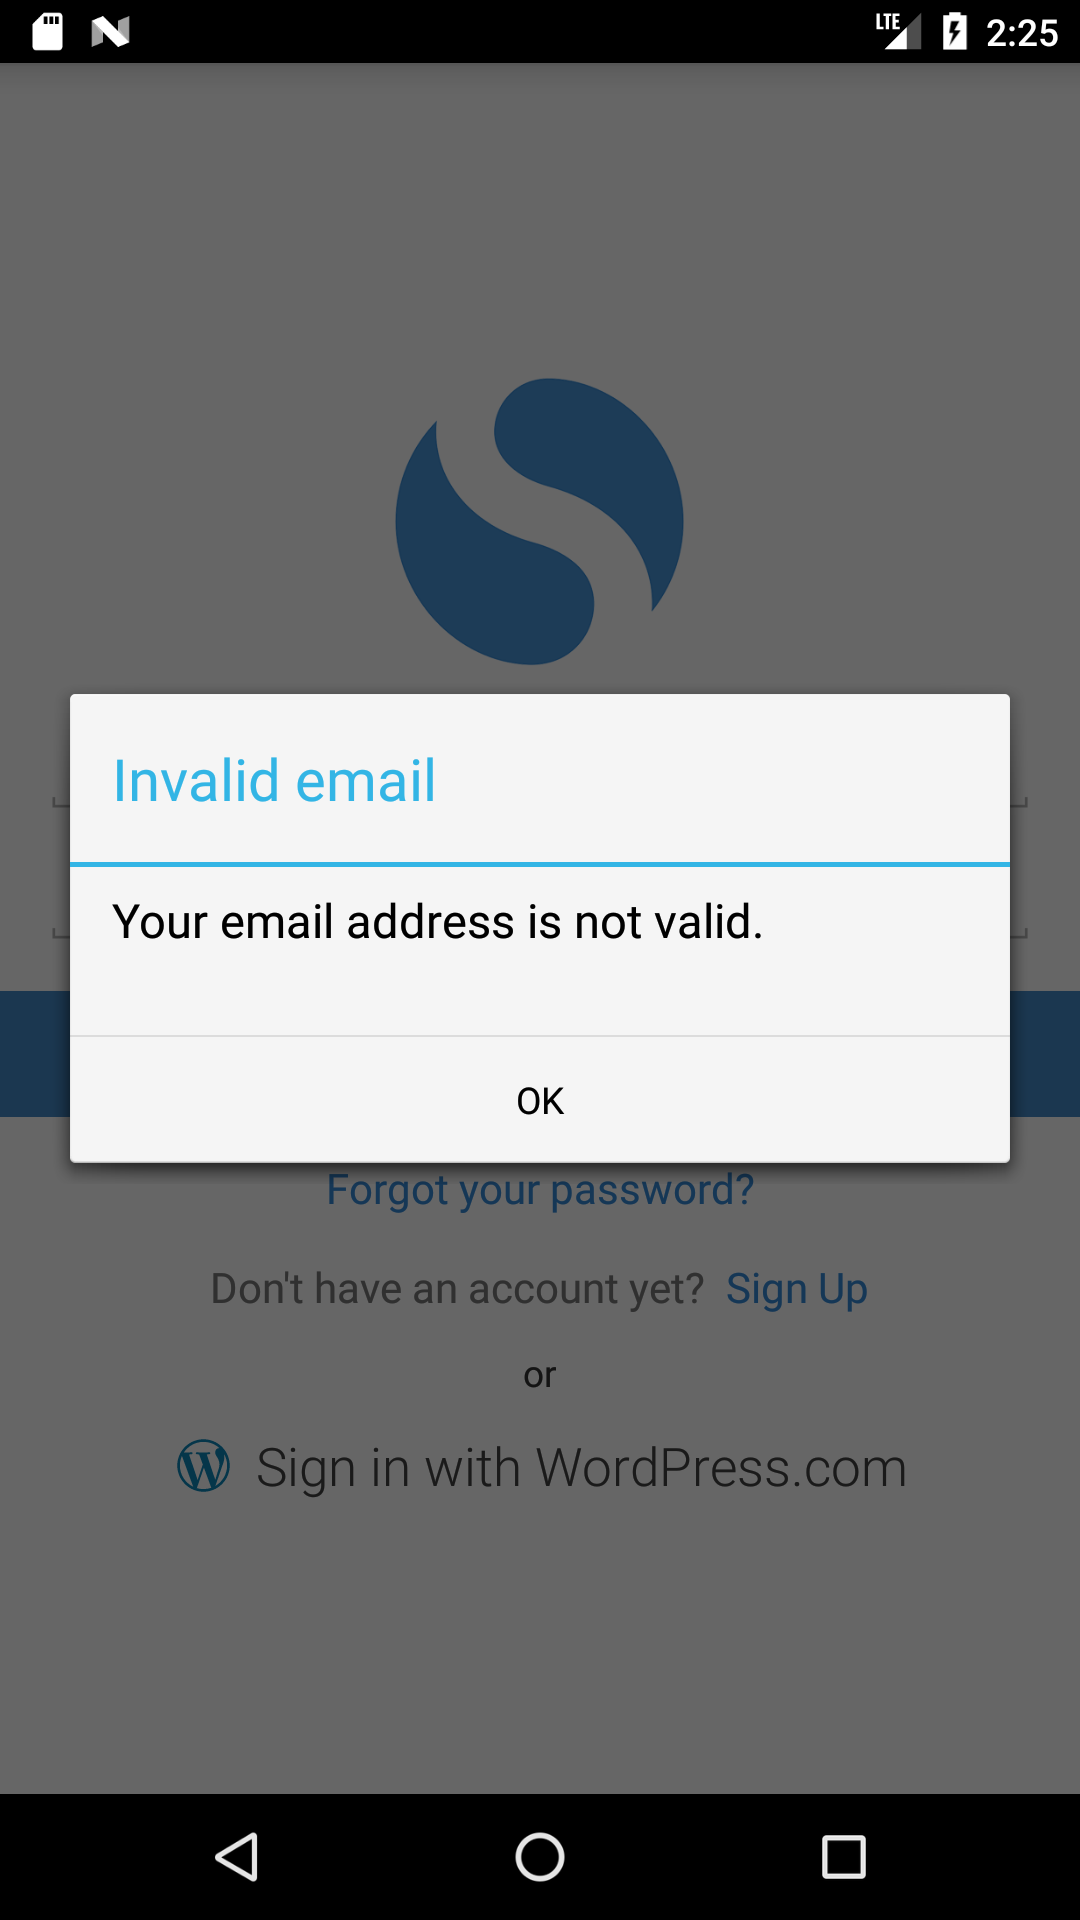 LTE 2:25
Invalid email
Your email address is not valid.
OK
Forgot your password?
Don't have an account yet? Sign Up
or
Sign in with WordPress.com